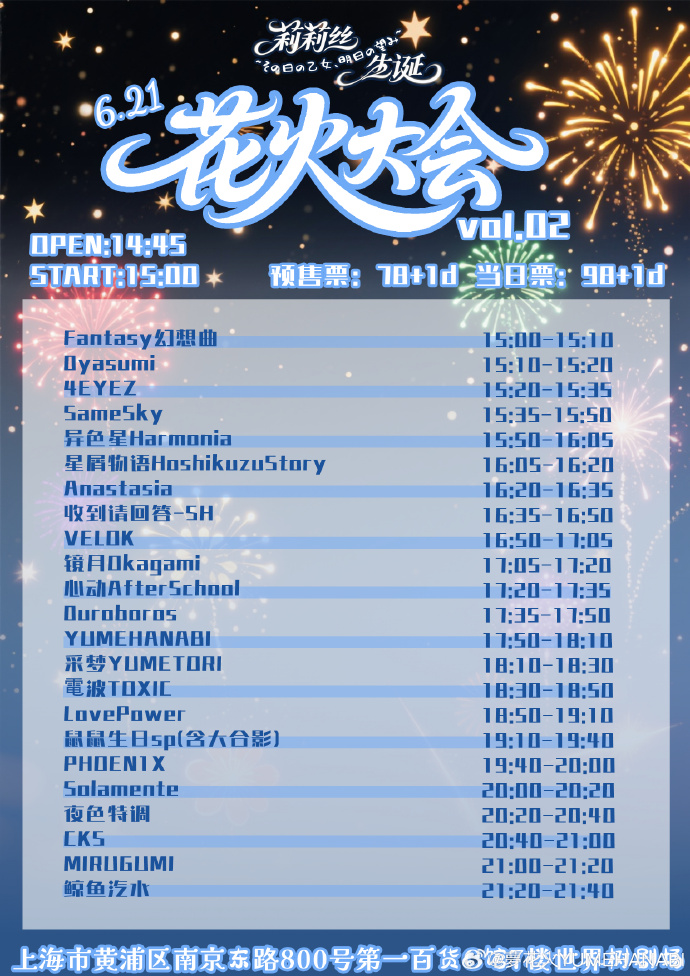 莉莉丝
~その日の乙女、明日の望み~
生诞
6.21
花火大会
vol.02
OPEN:14:45
START:15:00 预售票：78+1d 当日票：98+1d
Fantasy幻想曲 15:00-15:10
Oyasumi 15:10-15:20
4EYEZ 15:20-15:35
SameSky 15:35-15:50
异色星Harmonia 15:50-16:05
星屑物语HoshikuzuStory 16:05-16:20
Anastasia 16:20-16:35
收到请回答-SH 16:35-16:50
VELOK 16:50-17:05
镜月Okagami 17:05-17:20
心动AfterSchool 17:20-17:35
Ouroboros 17:35-17:50
YUMEHANABI 17:50-18:10
采梦YUMETORI 18:10-18:30
電波TOXIC 18:30-18:50
LovePower 18:50-19:10
鼠鼠生日sp(含大合影) 19:10-19:40
PHOENIX 19:40-20:00
Solamente 20:00-20:20
夜色特调 20:20-20:40
CKS 20:40-21:00
MIRUGUMI 21:00-21:20
鲸鱼汽水 21:20-21:40
上海市黄浦区南京东路800号第一百货
7楼世界